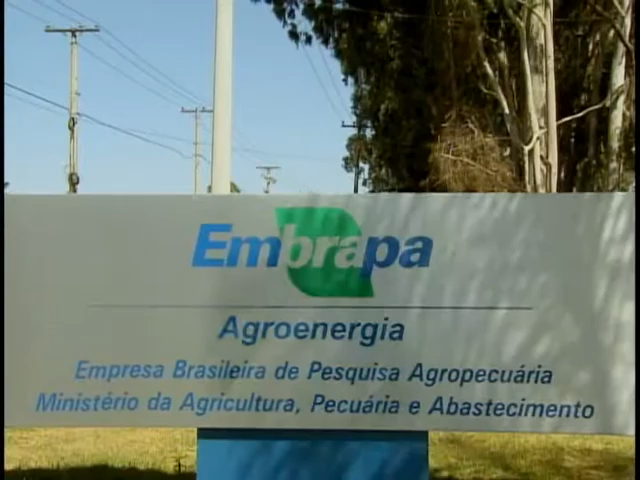 Embrapa
Agroenergia
Empresa Brasileira de Pesquisa Agropecuária
Ministério da Agricultura, Pecuária e Abastecimento